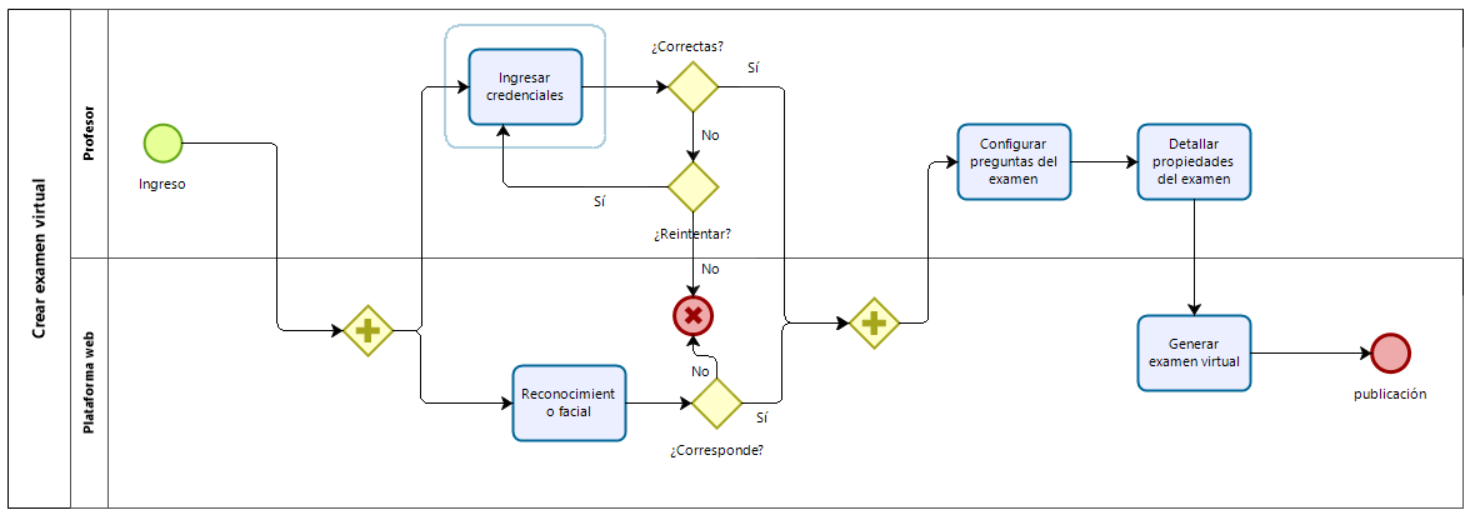 Crear examen virtual
Profesor
Ingreso
Ingresar
credenciales
¿Correctas?
Sí
No
Sí
¿Reintentar?
No
Configurar
preguntas del
examen
Detallar
propiedades
del examen
Plataforma web
Reconocimient
o facial
No
Sí
¿Corresponde?
Generar
examen virtual
publicación